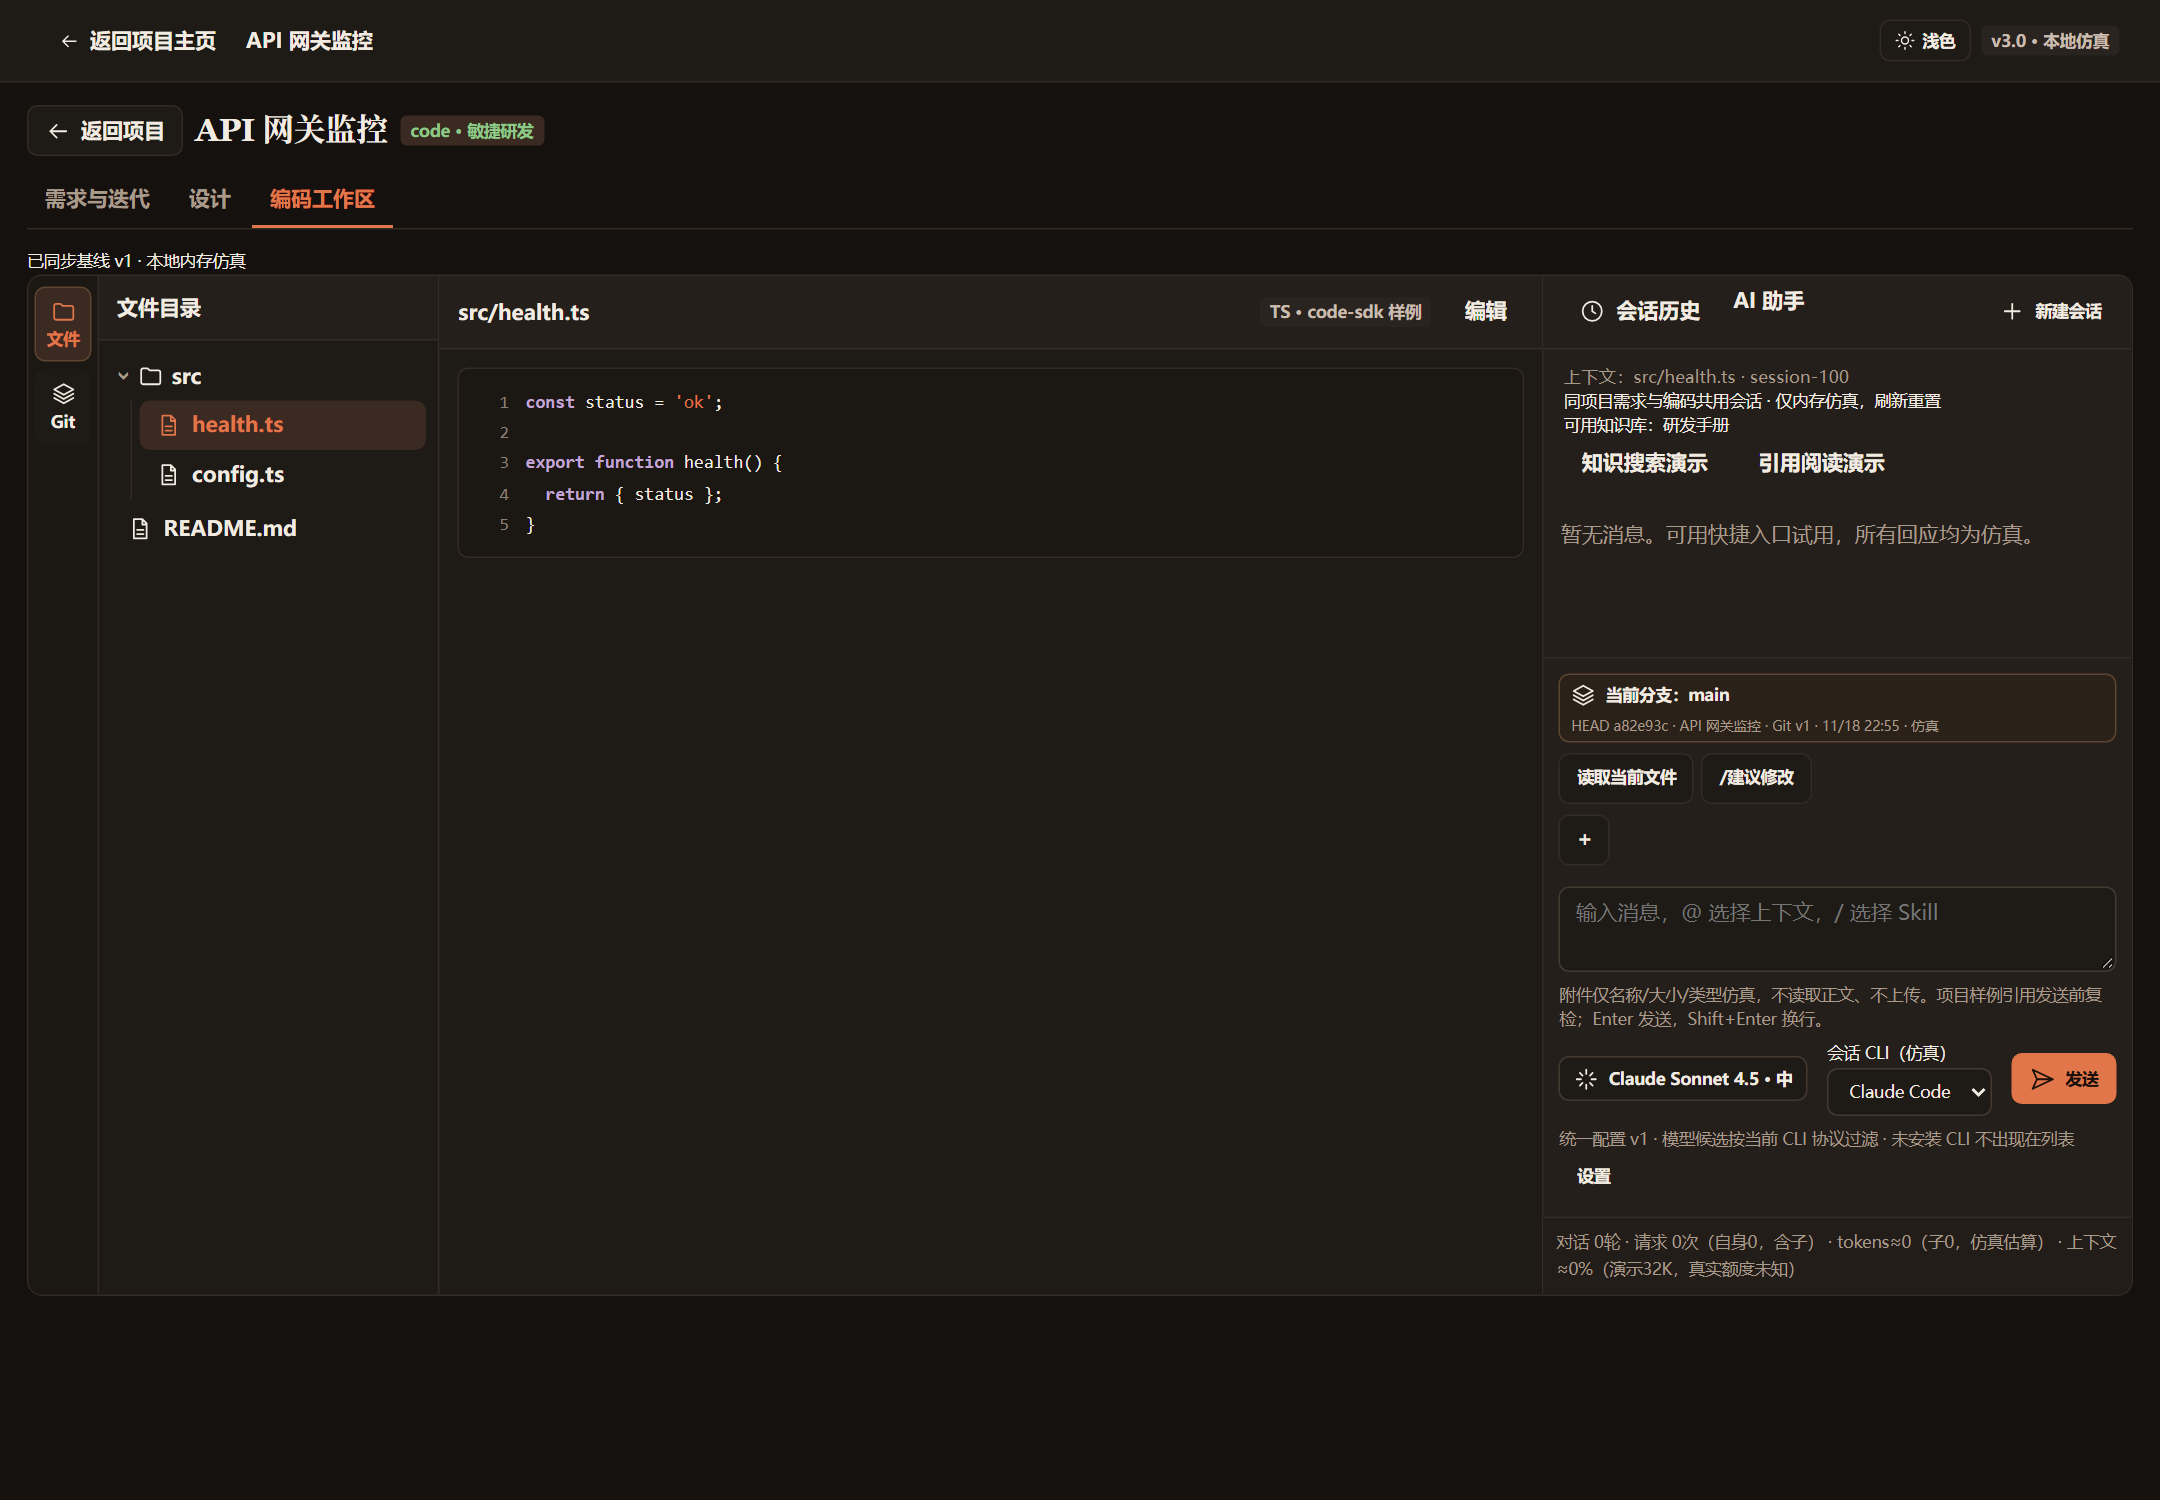 返回项目主页 API 网关监控
浅色 v3.0 • 本地仿真
返回项目 API 网关监控 code • 敏捷研发
需求与迭代 设计 编码工作区
已同步基线 v1 · 本地内存仿真
文件
Git
文件目录
src
health.ts
config.ts
README.md
src/health.ts TS • code-sdk 样例 编辑
1 const status = 'ok';
2
3 export function health() {
4 return { status };
5 }
会话历史 AI 助手 新建会话
上下文：src/health.ts · session-100
同项目需求与编码共用会话 · 仅内存仿真，刷新重置
可用知识库：研发手册
知识搜索演示 引用阅读演示
暂无消息。可用快捷入口试用，所有回应均为仿真。
当前分支：main
HEAD a82e93c · API 网关监控 · Git v1 · 11/18 22:55 · 仿真
读取当前文件 /建议修改
+
输入消息，@ 选择上下文，/ 选择 Skill
附件仅名称/大小/类型仿真，不读取正文、不上传。项目样例引用发送前复
检；Enter 发送，Shift+Enter 换行。
会话 CLI（仿真）
Claude Sonnet 4.5 • 中 Claude Code 发送
统一配置 v1 · 模型候选按当前 CLI 协议过滤 · 未安装 CLI 不出现在列表
设置
对话 0轮 · 请求 0次（自身0，含子） · tokens≈0（子0，仿真估算） · 上下文
≈0%（演示32K，真实额度未知）